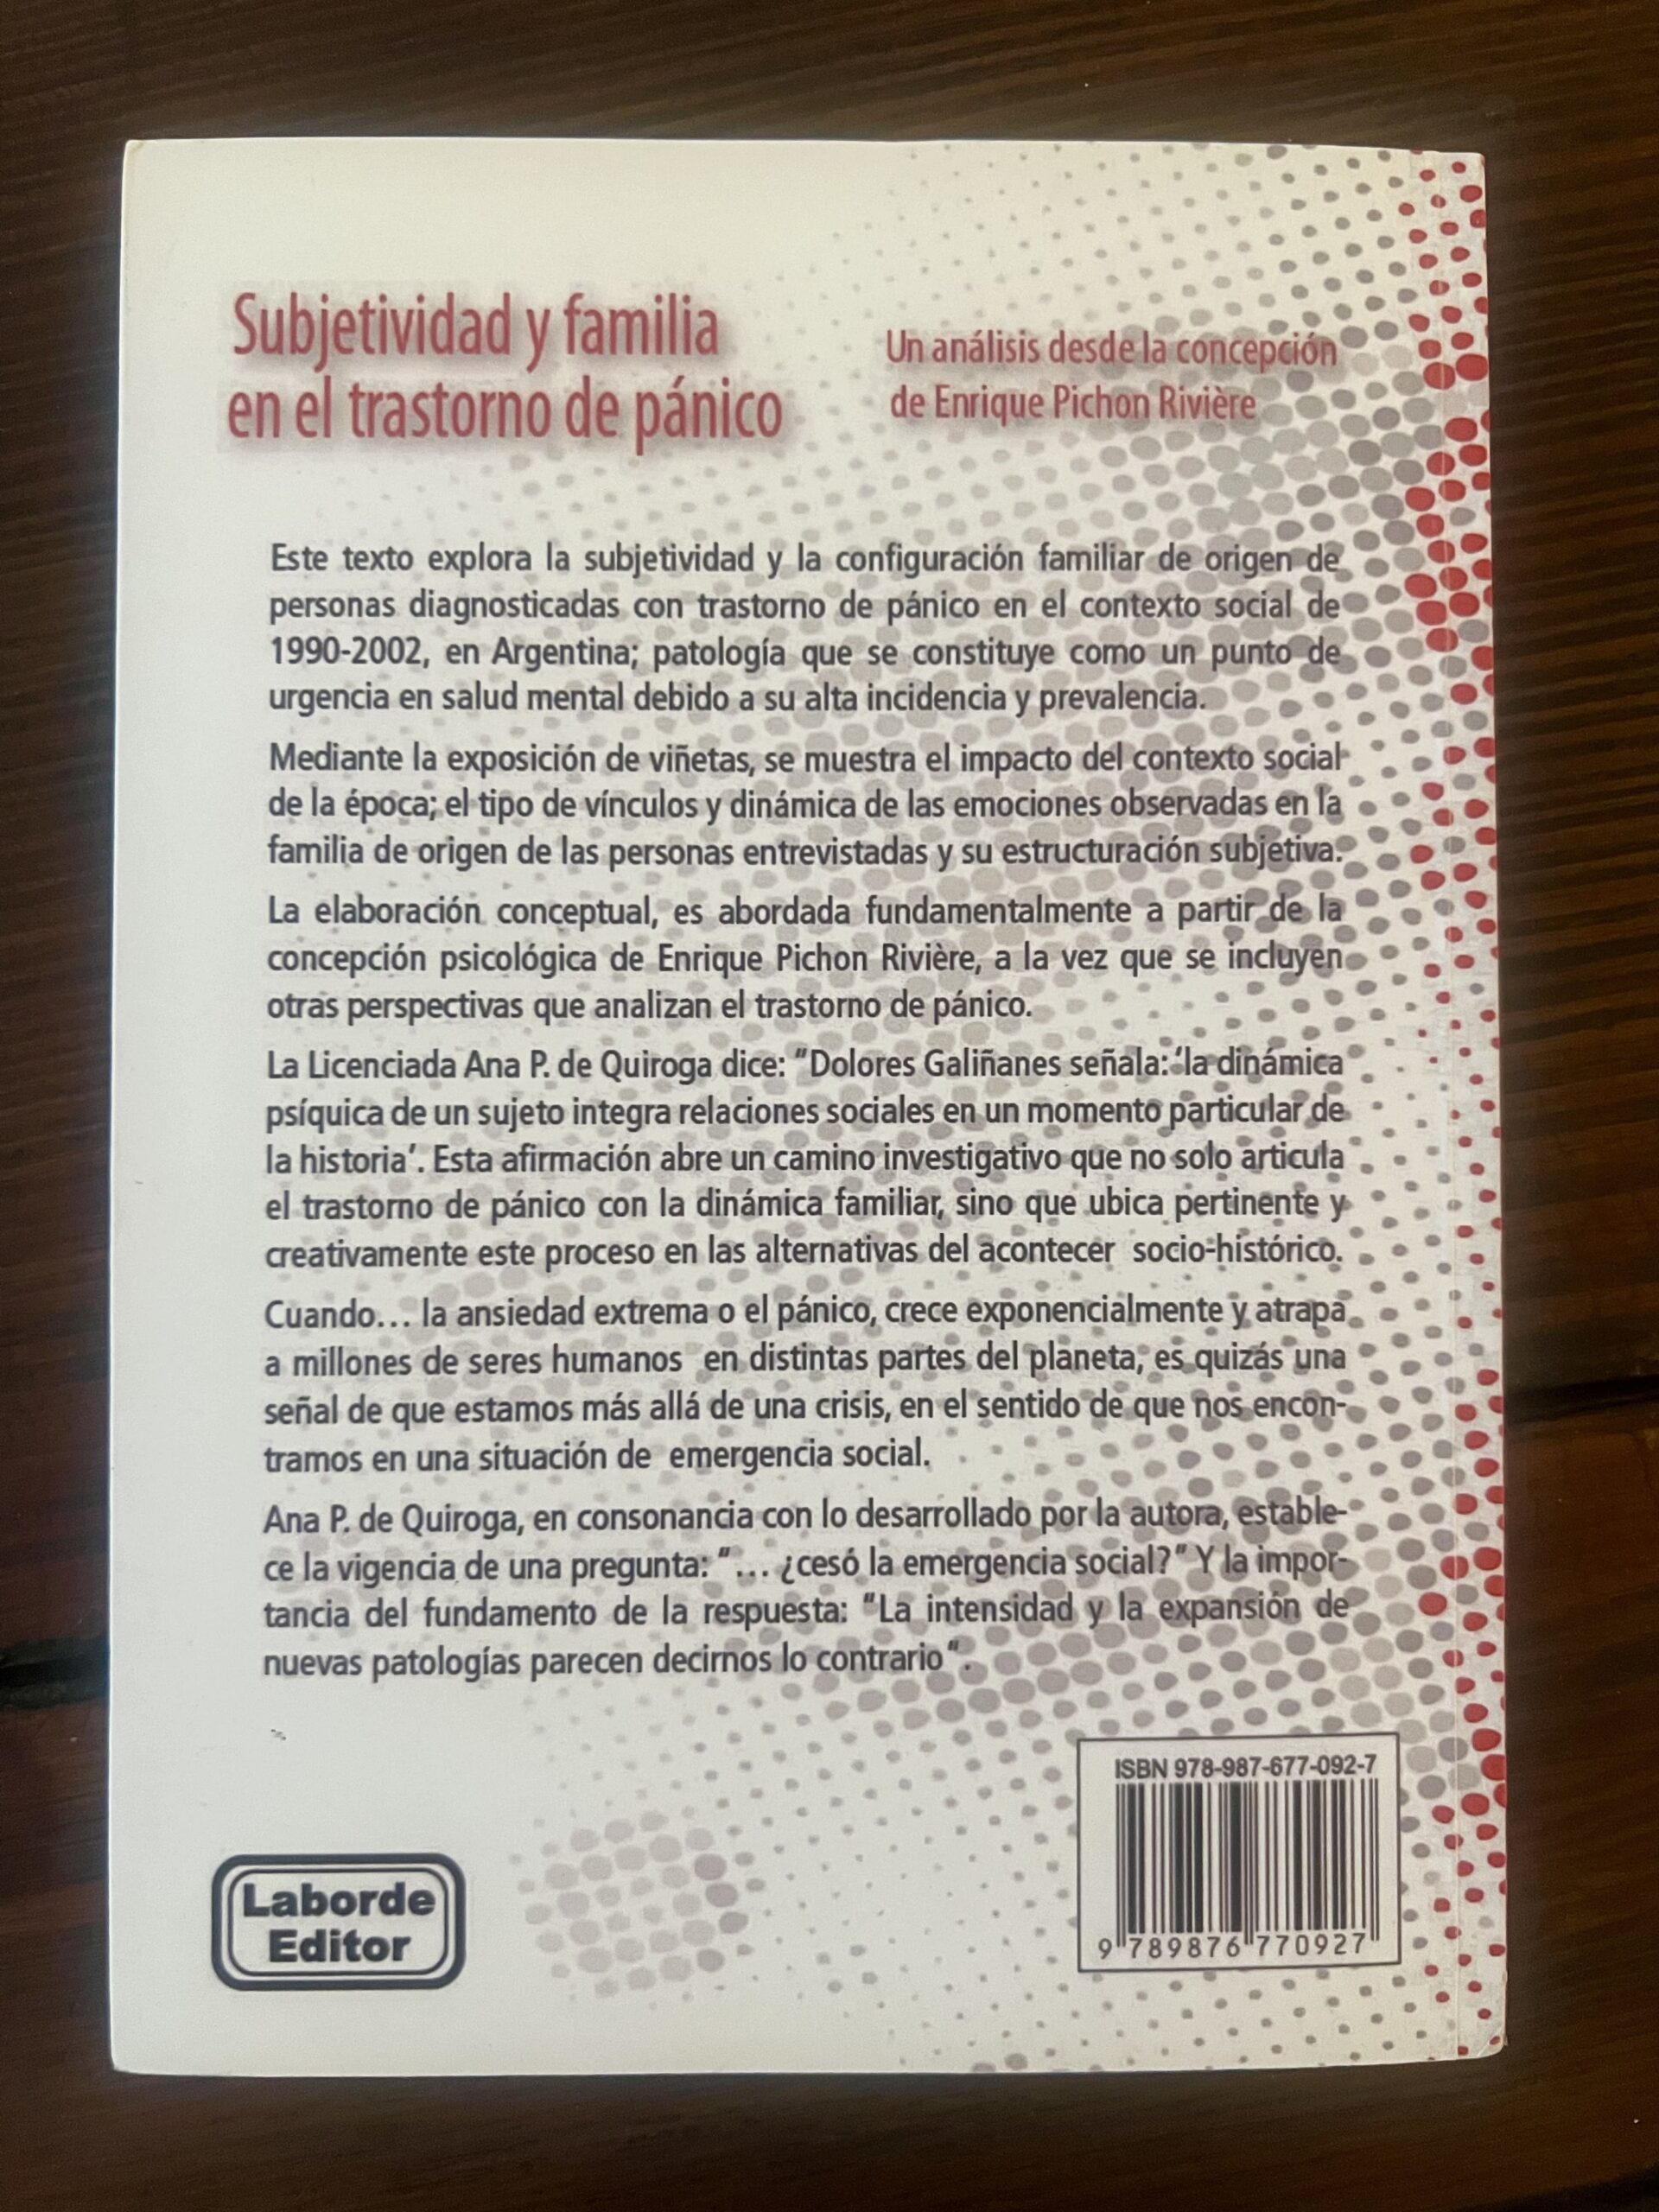 Subjetividad y familia
en el trastorno de pánico
Un análisis desde la concepción
de Enrique Pichon Rivière
Este texto explora la subjetividad y la configuración familiar de origen de
personas diagnosticadas con trastorno de pánico en el contexto social de
1990-2002, en Argentina; patología que se constituye como un punto de
urgencia en salud mental debido a su alta incidencia y prevalencia.
Mediante la exposición de viñetas, se muestra el impacto del contexto social
de la época; el tipo de vínculos y dinámica de las emociones observadas en la
familia de origen de las personas entrevistadas y su estructuración subjetiva.
La elaboración conceptual, es abordada fundamentalmente a partir de la
concepción psicológica de Enrique Pichon Rivière, a la vez que se incluyen
otras perspectivas que analizan el trastorno de pánico.
La Licenciada Ana P. de Quiroga dice: "Dolores Galiñanes señala: 'la dinámica
psíquica de un sujeto integra relaciones sociales en un momento particular de
la historia'. Esta afirmación abre un camino investigativo que no solo articula
el trastorno de pánico con la dinámica familiar, sino que ubica pertinente y
creativamente este proceso en las alternativas del acontecer socio-histórico.
Cuando... la ansiedad extrema o el pánico, crece exponencialmente y atrapa
a millones de seres humanos en distintas partes del planeta, es quizás una
señal de que estamos más allá de una crisis, en el sentido de que nos encon-
tramos en una situación de emergencia social.
Ana P. de Quiroga, en consonancia con lo desarrollado por la autora, estable-
ce la vigencia de una pregunta: "... ¿cesó la emergencia social?" Y la impor-
tancia del fundamento de la respuesta: "La intensidad y la expansión de
nuevas patologías parecen decirnos lo contrario".
ISBN 978-987-677-092-7
9 789876 770927
Laborde
Editor